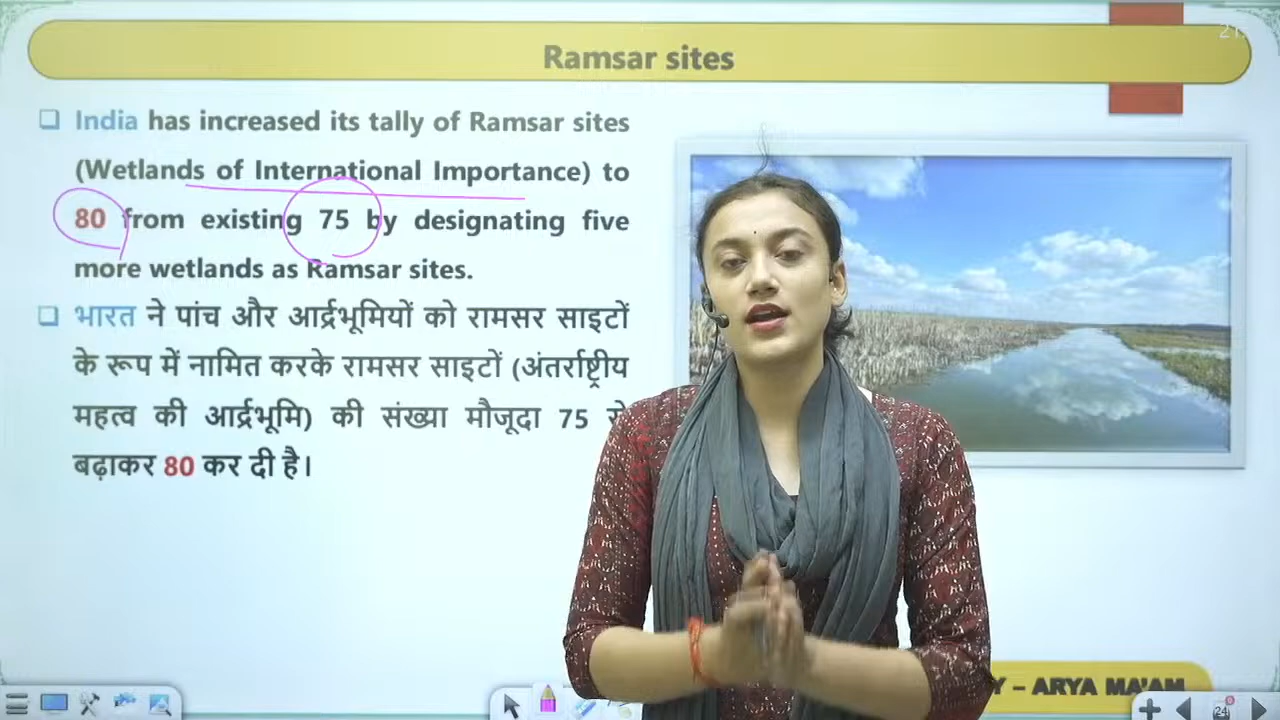 Ramsar sites
India has increased its tally of Ramsar sites
(Wetlands of International Importance) to
80 from existing 75 by designating five
more wetlands as Ramsar sites.
भारत ने पांच और आर्द्रभूमियों को रामसर साइटों
के रूप में नामित करके रामसर साइटों (अंतर्राष्ट्रीय
महत्व की आर्द्रभूमि) की संख्या मौजूदा 75 से
बढ़ाकर 80 कर दी है।
Y – ARYA MA'AM
24